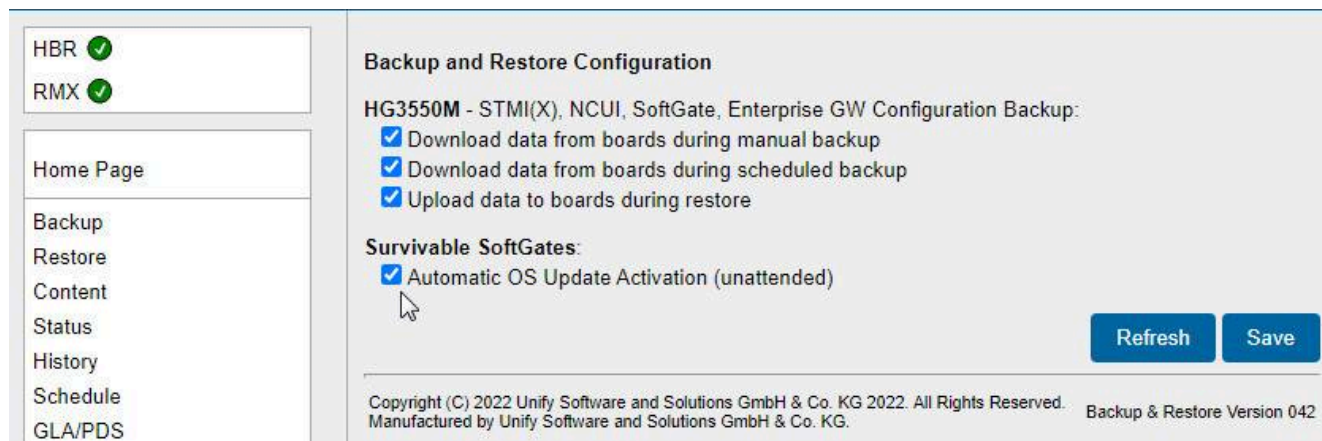 HBR
RMX
Home Page
Backup
Restore
Content
Status
History
Schedule
GLA/PDS
Backup and Restore Configuration
HG3550M - STMI(X), NCUI, SoftGate, Enterprise GW Configuration Backup:
Download data from boards during manual backup
Download data from boards during scheduled backup
Upload data to boards during restore
Survivable SoftGates:
Automatic OS Update Activation (unattended)
Refresh Save
Copyright (C) 2022 Unify Software and Solutions GmbH & Co. KG 2022. All Rights Reserved.
Manufactured by Unify Software and Solutions GmbH & Co. KG.
Backup & Restore Version 042